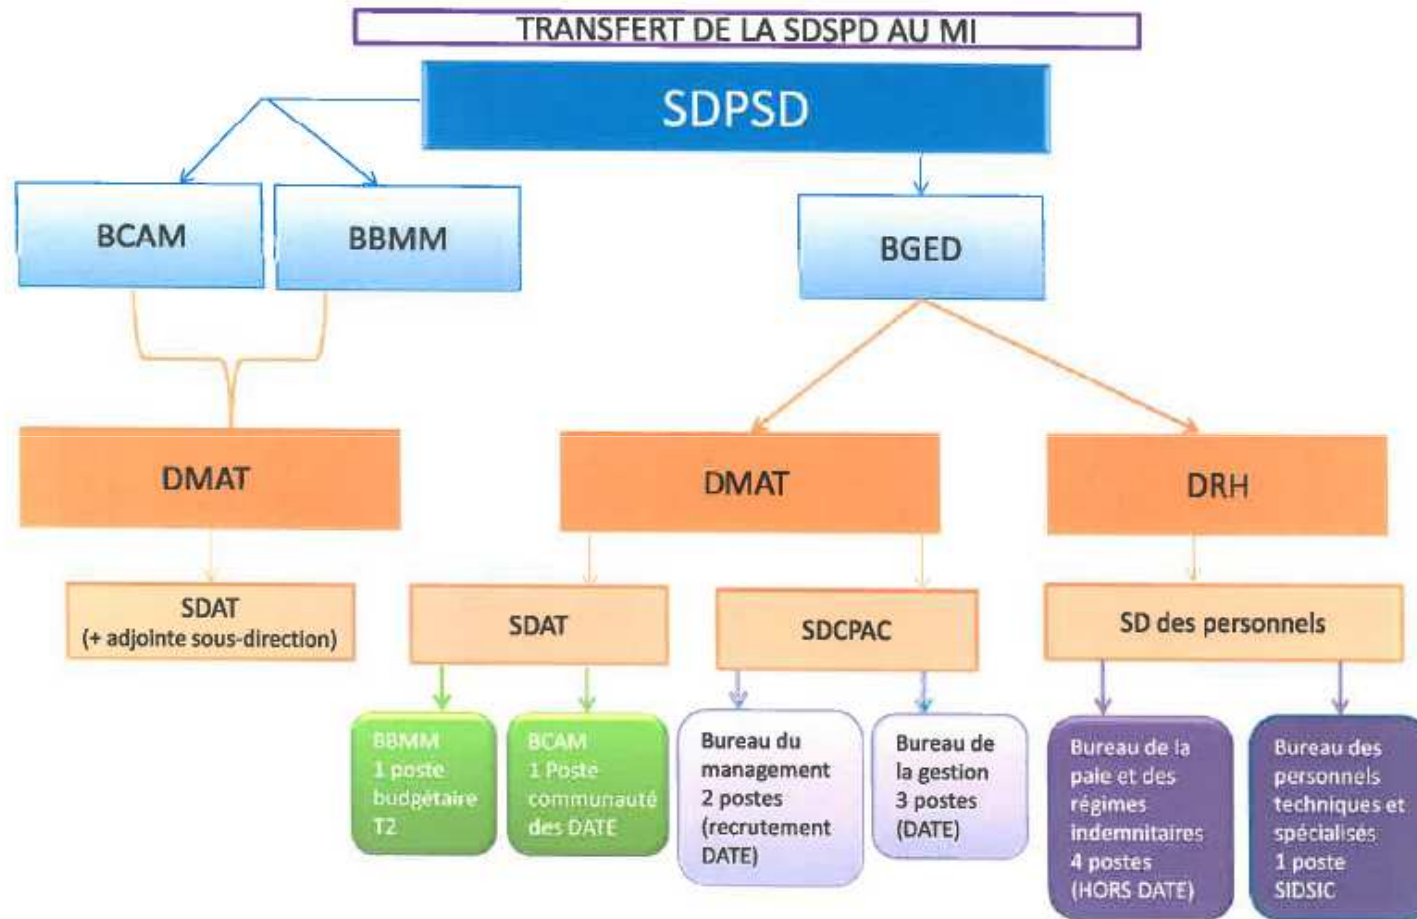 TRANSFERT DE LA SDSPD AU MI
SDPSD
BCAM
BBMM
BGED
DMAT
DMAT
DRH
SDAT
(+ adjointe sous-direction)
SDAT
SDCPAC
SD des personnels
BBMM
1 poste
budgétaire
T2
BCAM
1 Poste
communauté
des DATE
Bureau du
management
2 postes
(recrutement
DATE)
Bureau de
la gestion
3 postes
(DATE)
Bureau de la
paie et des
régimes
indemnitaires
4 postes
(HORS DATE)
Bureau des
personnels
techniques et
spécialisés
1 poste
SIDSIC